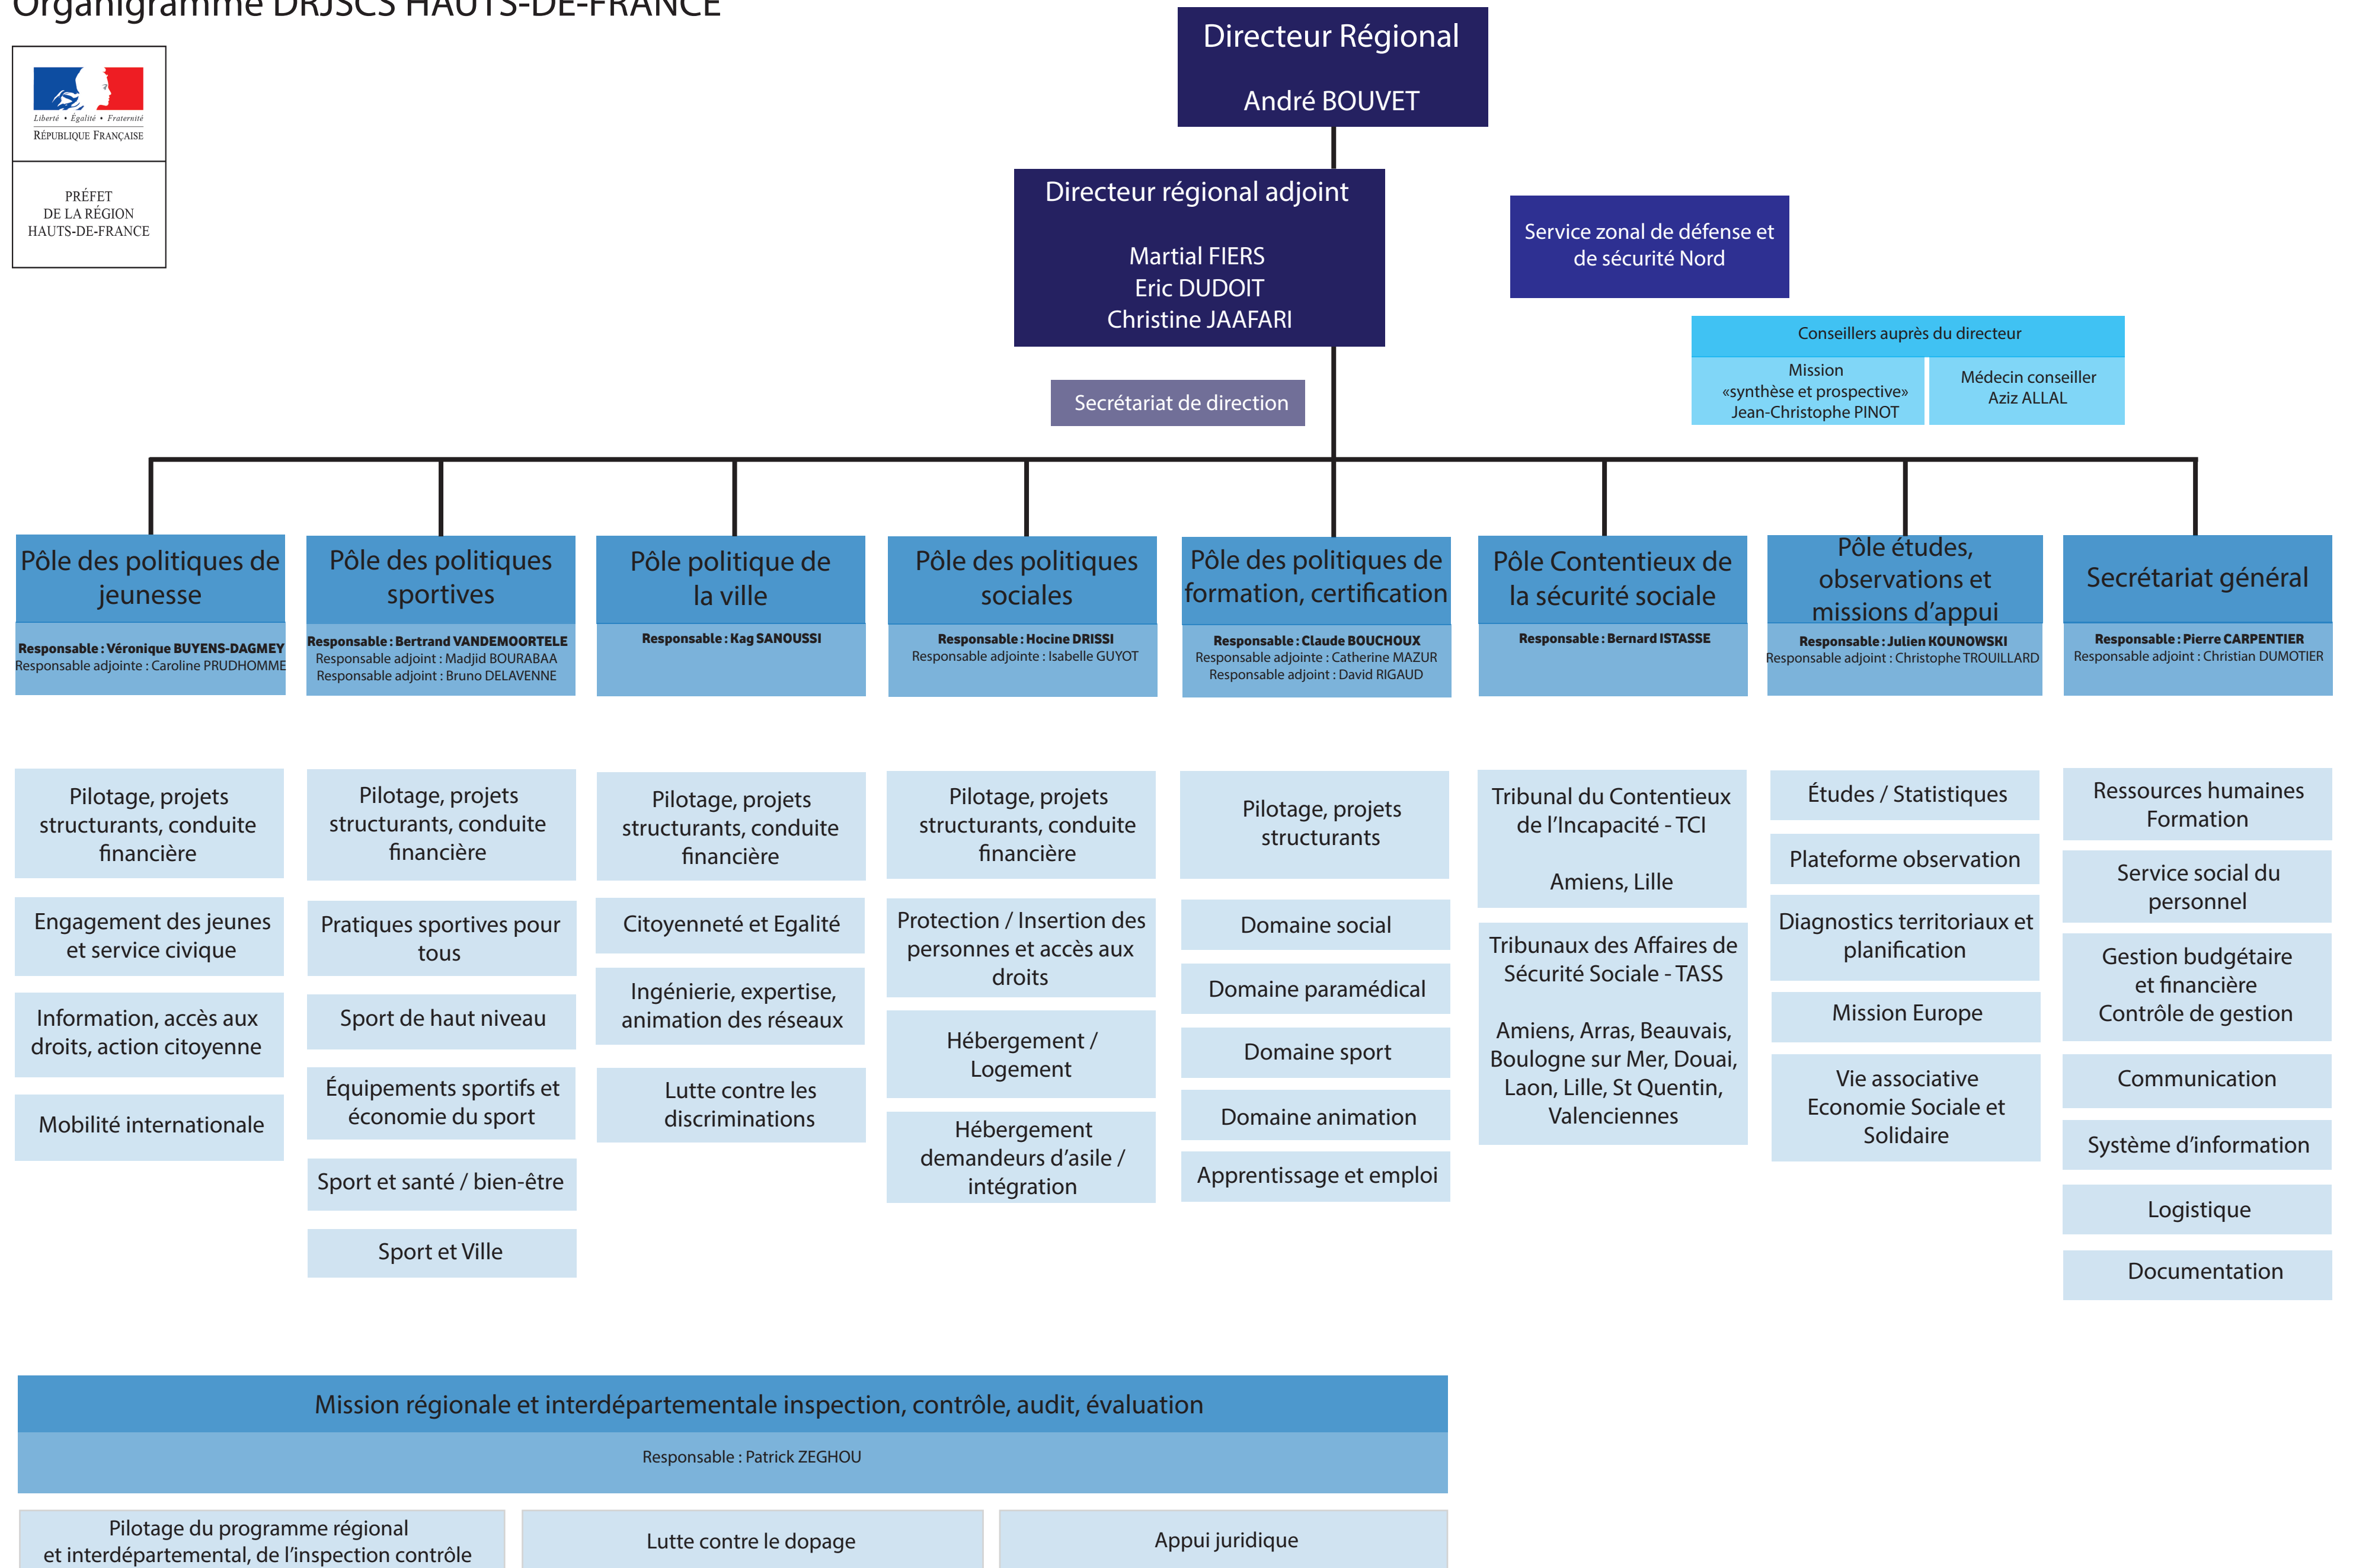 Organigramme DRJSCS HAUTS-DE-FRANCE
Liberté • Égalité • Fraternité
RÉPUBLIQUE FRANÇAISE
PRÉFET
DE LA RÉGION
HAUTS-DE-FRANCE
Directeur Régional
André BOUVET
Directeur régional adjoint
Martial FIERS
Eric DUDOIT
Christine JAAFARI
Service zonal de défense et
de sécurité Nord
Conseillers auprès du directeur
Mission
«synthèse et prospective»
Jean-Christophe PINOT
Médecin conseiller
Aziz ALLAL
Secrétariat de direction
Pôle des politiques de
jeunesse
Responsable : Véronique BUYENS-DAGMEY
Responsable adjointe : Caroline PRUDHOMME
Pilotage, projets
structurants, conduite
financière
Engagement des jeunes
et service civique
Information, accès aux
droits, action citoyenne
Mobilité internationale
Pôle des politiques
sportives
Responsable : Bertrand VANDEMOORTELE
Responsable adjoint : Madjid BOURABAA
Responsable adjoint : Bruno DELAVENNE
Pilotage, projets
structurants, conduite
financière
Pratiques sportives pour
tous
Sport de haut niveau
Équipements sportifs et
économie du sport
Sport et santé / bien-être
Sport et Ville
Pôle politique de
la ville
Responsable : Kag SANOUSSI
Pilotage, projets
structurants, conduite
financière
Citoyenneté et Egalité
Ingénierie, expertise,
animation des réseaux
Lutte contre les
discriminations
Pôle des politiques
sociales
Responsable : Hocine DRISSI
Responsable adjointe : Isabelle GUYOT
Pilotage, projets
structurants, conduite
financière
Protection / Insertion des
personnes et accès aux
droits
Hébergement /
Logement
Hébergement
demandeurs d’asile /
intégration
Pôle des politiques de
formation, certification
Responsable : Claude BOUCHOUX
Responsable adjointe : Catherine MAZUR
Responsable adjoint : David RIGAUD
Pilotage, projets
structurants
Domaine social
Domaine paramédical
Domaine sport
Domaine animation
Apprentissage et emploi
Pôle Contentieux de
la sécurité sociale
Responsable : Bernard ISTASSE
Tribunal du Contentieux
de l’Incapacité - TCI
Amiens, Lille
Tribunaux des Affaires de
Sécurité Sociale - TASS
Amiens, Arras, Beauvais,
Boulogne sur Mer, Douai,
Laon, Lille, St Quentin,
Valenciennes
Pôle études,
observations et
missions d’appui
Responsable : Julien KOUNOWSKI
Responsable adjoint : Christophe TROUILLARD
Études / Statistiques
Plateforme observation
Diagnostics territoriaux et
planification
Mission Europe
Vie associative
Economie Sociale et
Solidaire
Secrétariat général
Responsable : Pierre CARPENTIER
Responsable adjoint : Christian DUMOTIER
Ressources humaines
Formation
Service social du
personnel
Gestion budgétaire
et financière
Contrôle de gestion
Communication
Système d’information
Logistique
Documentation
Mission régionale et interdépartementale inspection, contrôle, audit, évaluation
Responsable : Patrick ZEGHOU
Pilotage du programme régional
et interdépartemental, de l’inspection contrôle
Lutte contre le dopage
Appui juridique